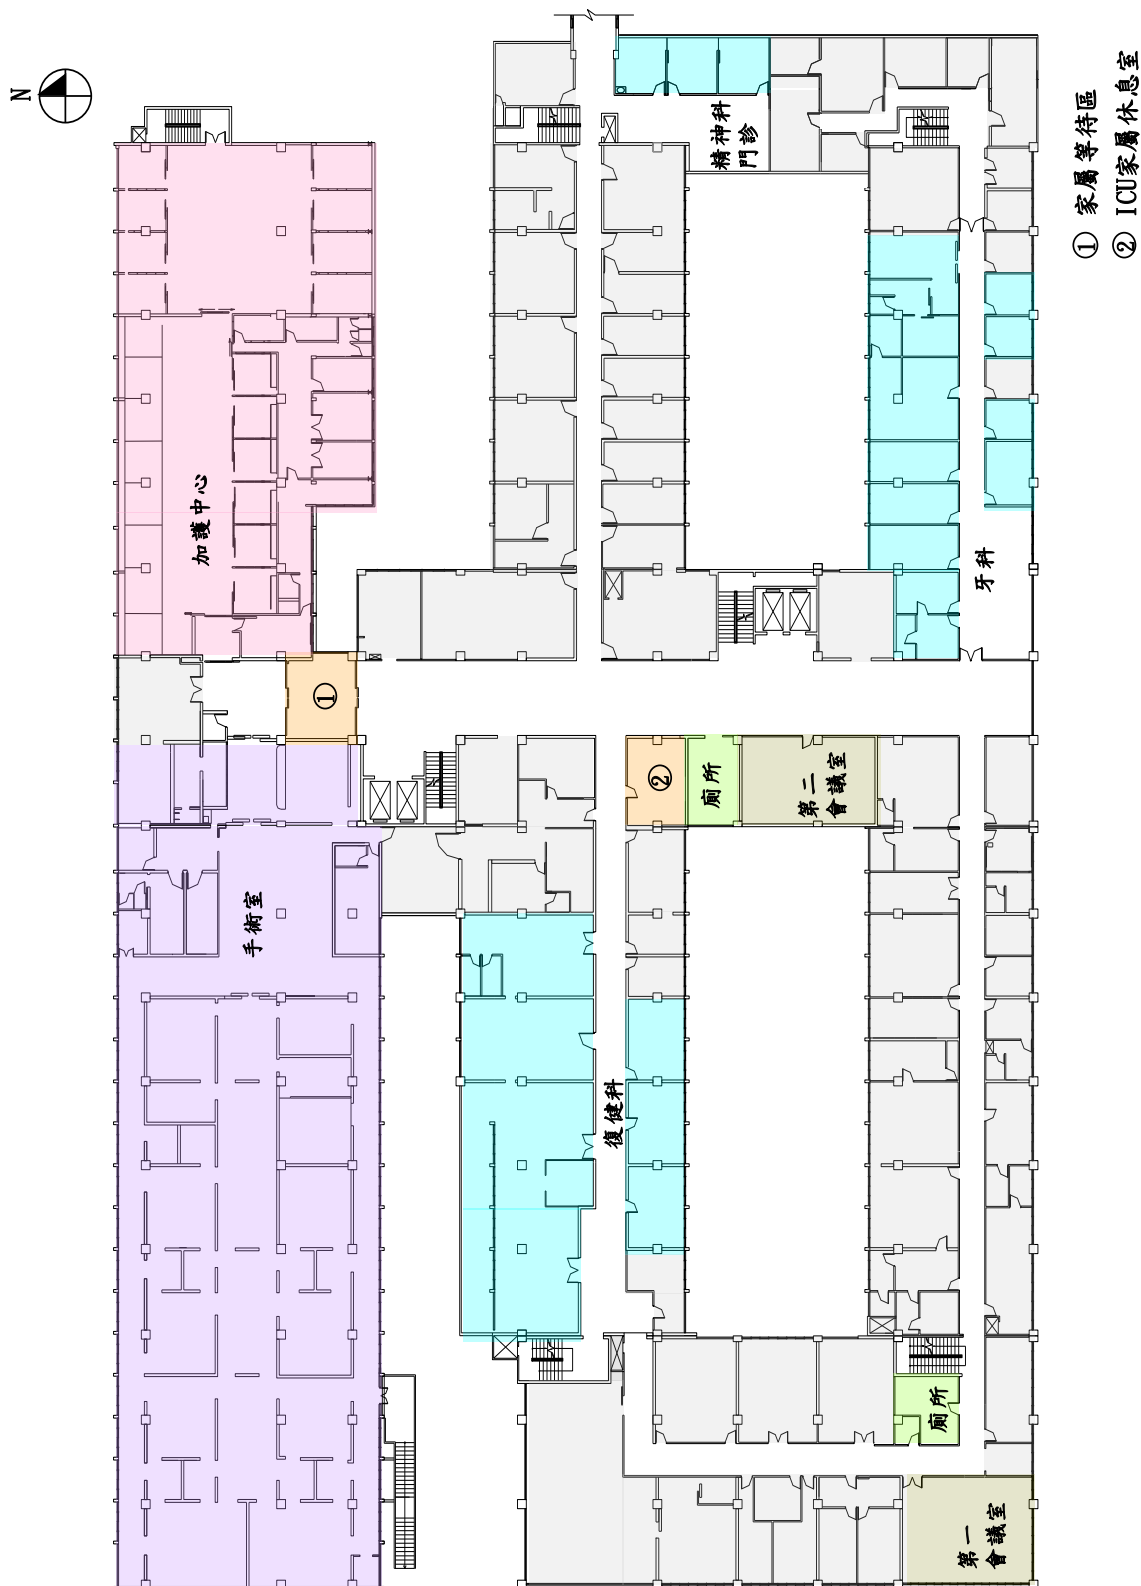 N
① 家屬等待區
② ICU家屬休息室
精神科
門診
加護中心
牙科
①
②
廁所
第二
會議室
手術室
復健科
廁所
第一
會議室